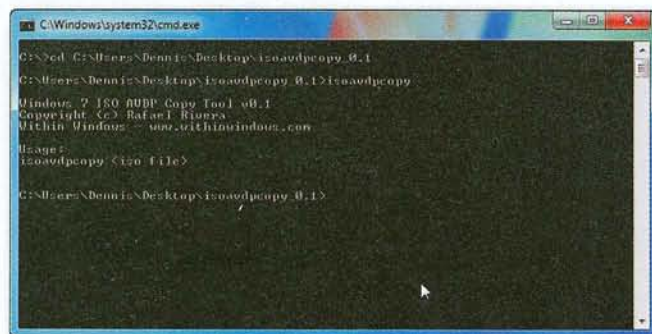 C:\Windows\system32\cmd.exe
C:\>cd C:\Users\Dennis\Desktop\isoavdpcopy_0.1
C:\Users\Dennis\Desktop\isoavdpcopy_0.1>isoavdpcopy
Windows 7 ISO AVDP Copy Tool v0.1
Copyright (c) Rafael Rivera
Within Windows - www.withinwindows.com
Usage:
isoavdpcopy <iso file>
C:\Users\Dennis\Desktop\isoavdpcopy_0.1>